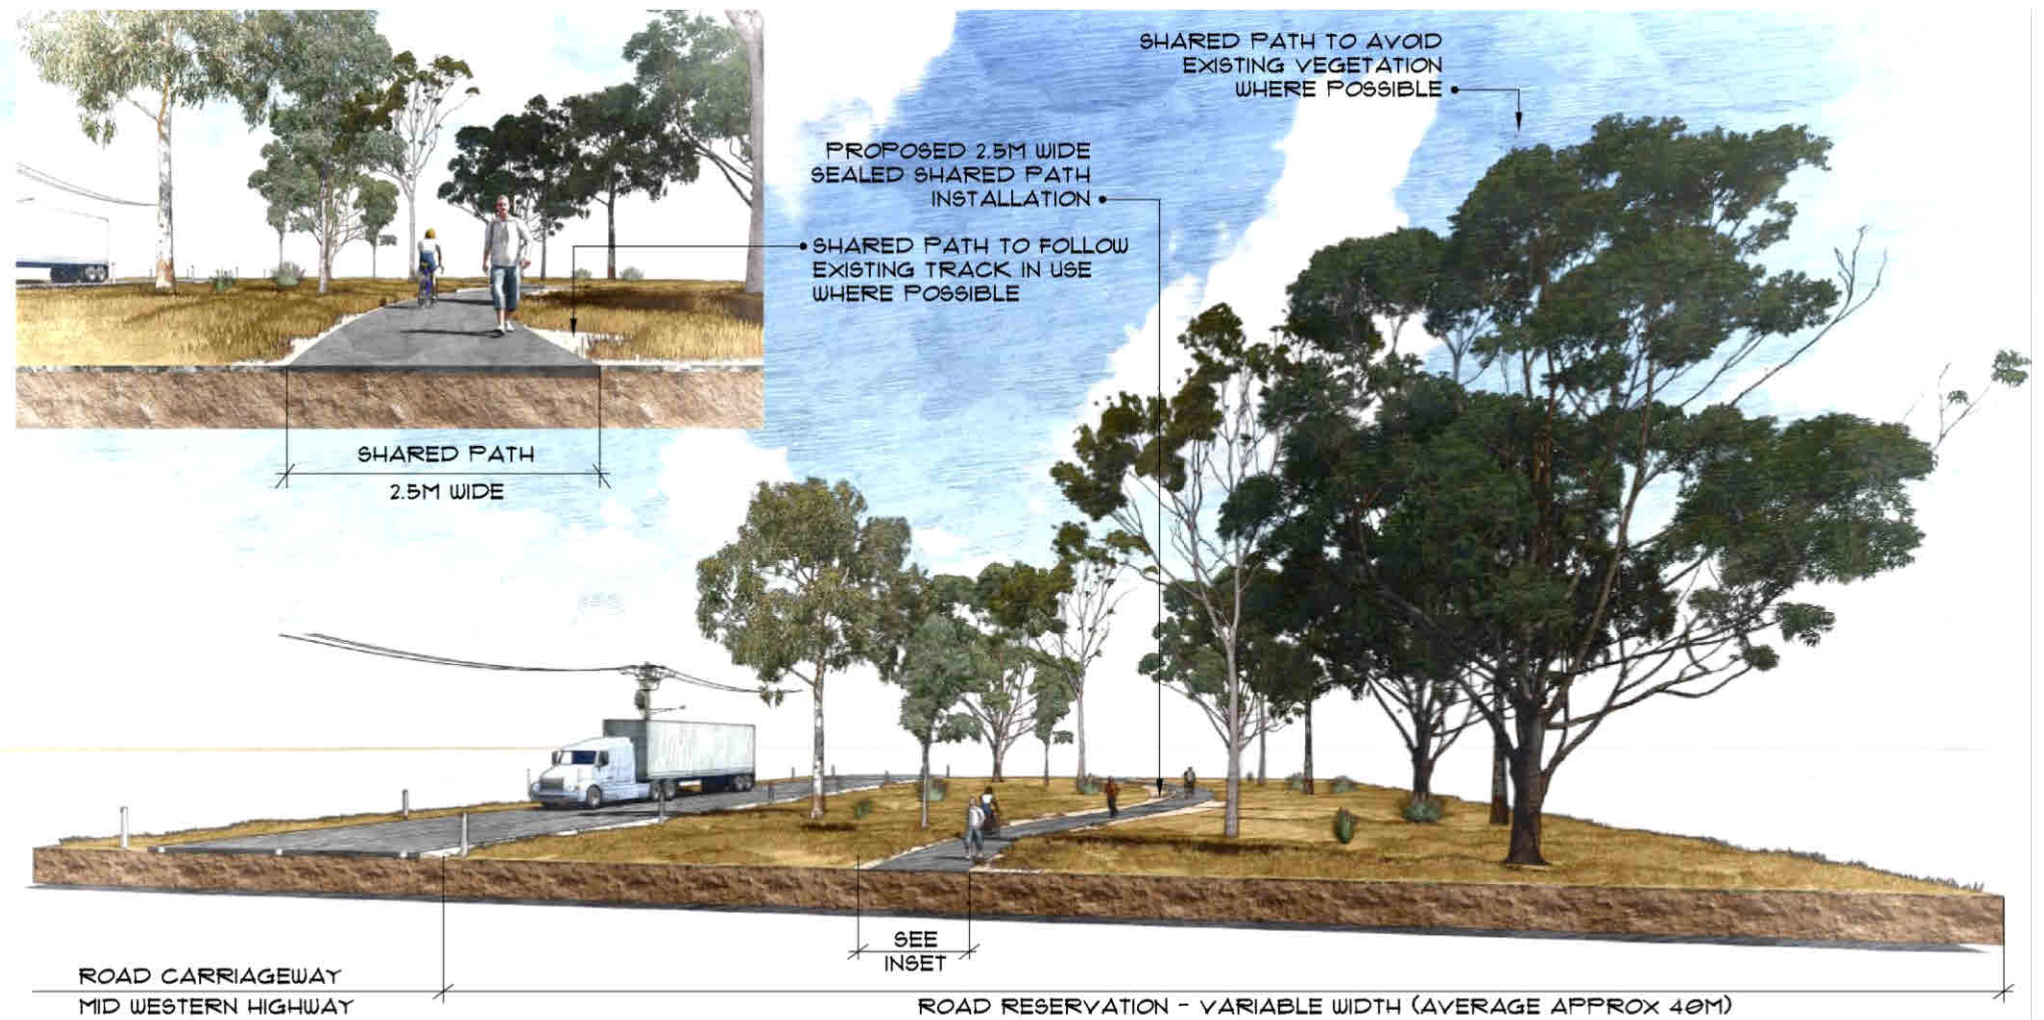 SHARED PATH TO AVOID
EXISTING VEGETATION
WHERE POSSIBLE
PROPOSED 2.5M WIDE
SEALED SHARED PATH
INSTALLATION
SHARED PATH TO FOLLOW
EXISTING TRACK IN USE
WHERE POSSIBLE
SHARED PATH
2.5M WIDE
SEE
INSET
ROAD CARRIAGEWAY
MID WESTERN HIGHWAY
ROAD RESERVATION - VARIABLE WIDTH (AVERAGE APPROX 40M)